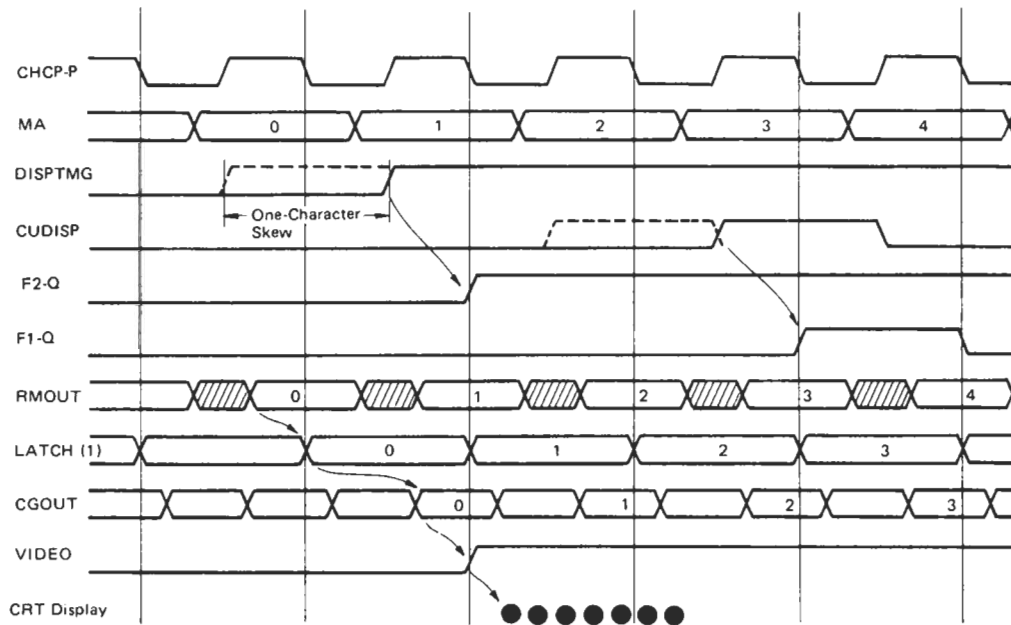 CHCP-P
MA 0 1 2 3 4
DISPTMG
One-Character
Skew
CUDISP
F2-Q
F1-Q
RMOUT 0 1 2 3 4
LATCH (1) 0 1 2 3
CGOUT 0 1 2 3
VIDEO
CRT Display